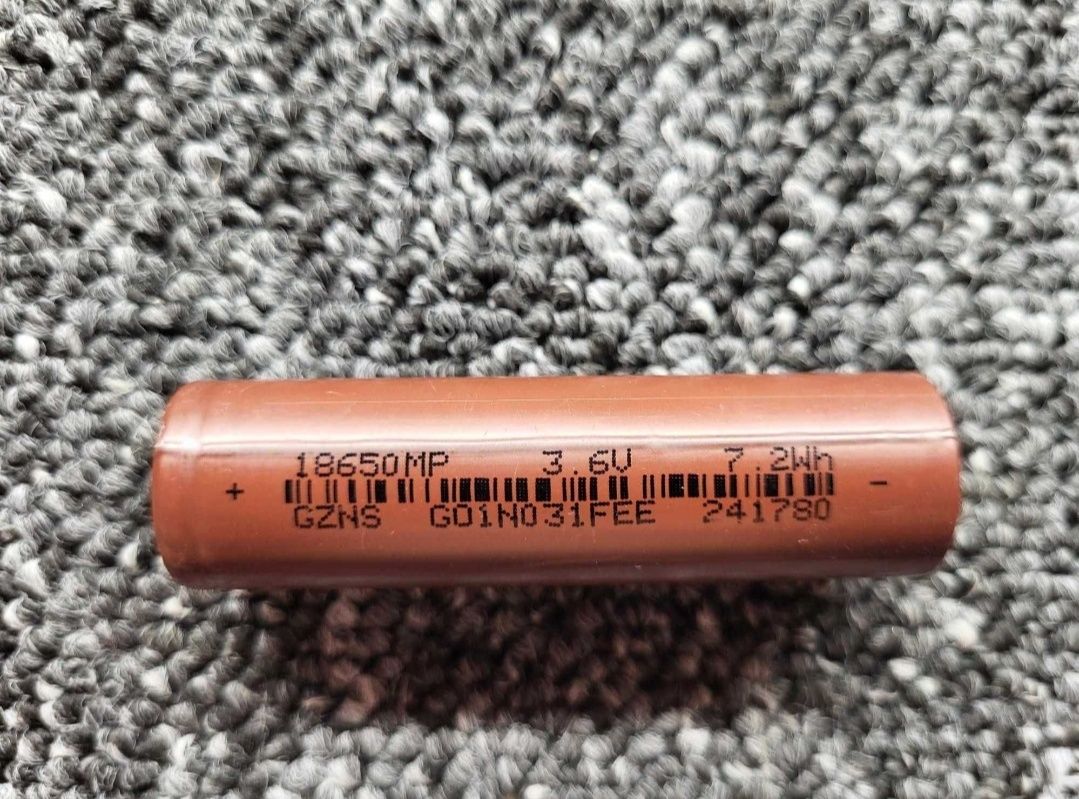 18650MP 3.6V 7.2Wh
+ -
GZNS G01N031FEE 241780